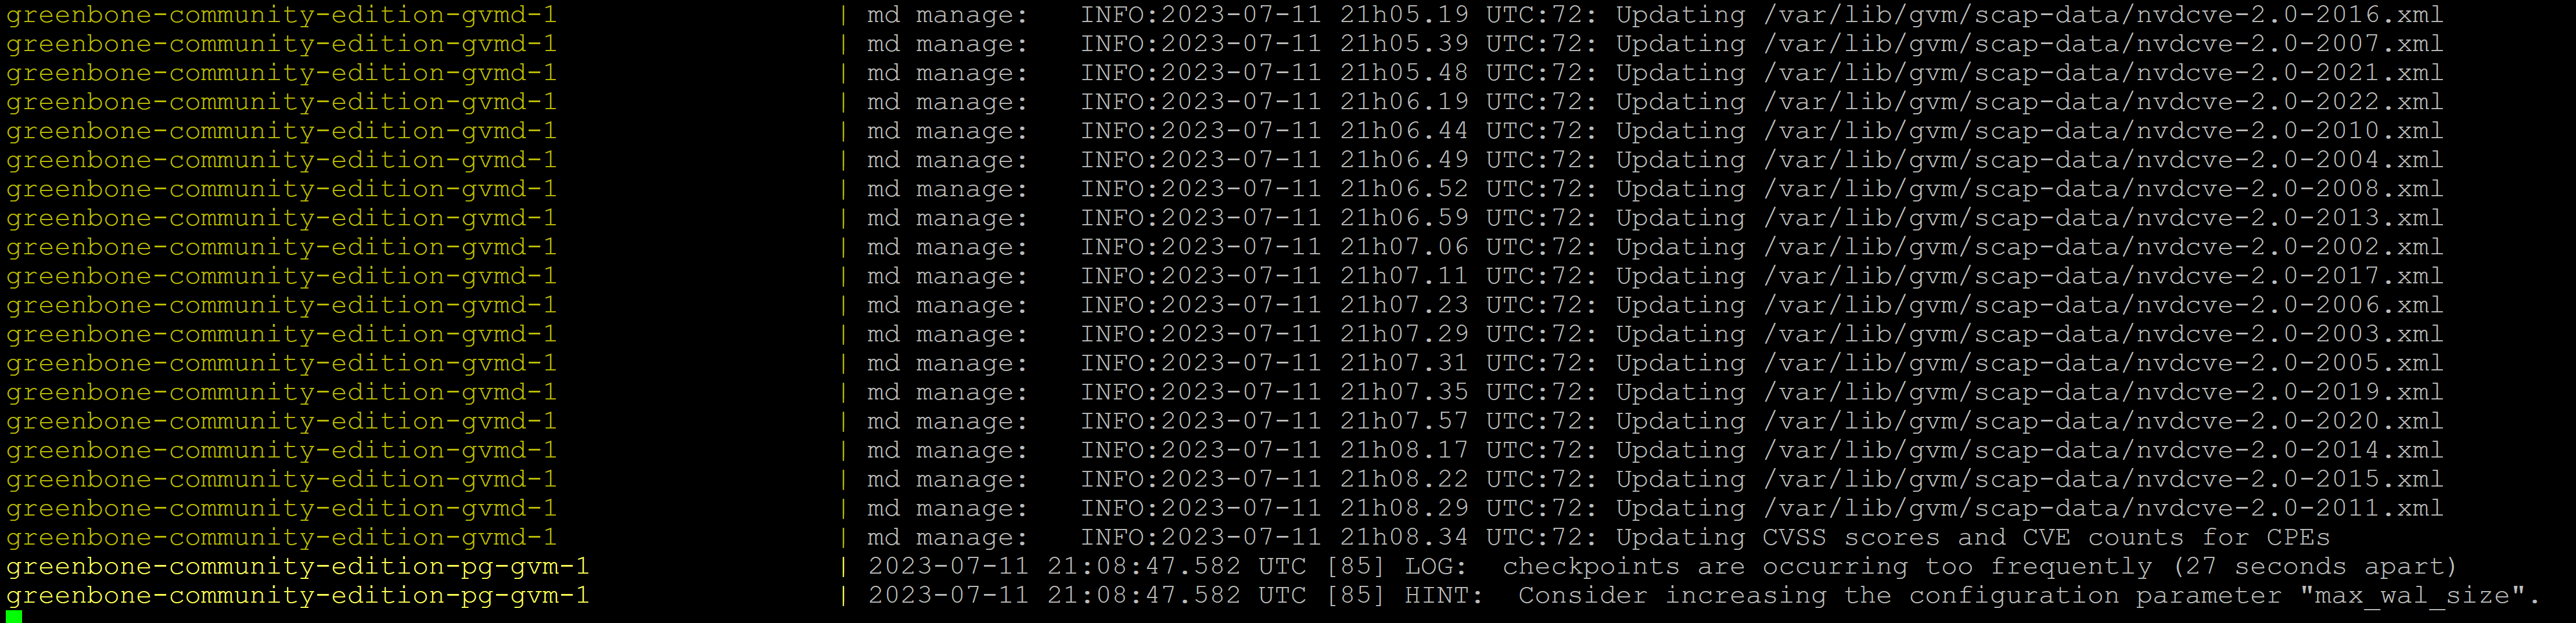 greenbone-community-edition-gvmd-1 | md manage: INFO:2023-07-11 21h05.19 UTC:72: Updating /var/lib/gvm/scap-data/nvdcve-2.0-2016.xml
greenbone-community-edition-gvmd-1 | md manage: INFO:2023-07-11 21h05.39 UTC:72: Updating /var/lib/gvm/scap-data/nvdcve-2.0-2007.xml
greenbone-community-edition-gvmd-1 | md manage: INFO:2023-07-11 21h05.48 UTC:72: Updating /var/lib/gvm/scap-data/nvdcve-2.0-2021.xml
greenbone-community-edition-gvmd-1 | md manage: INFO:2023-07-11 21h06.19 UTC:72: Updating /var/lib/gvm/scap-data/nvdcve-2.0-2022.xml
greenbone-community-edition-gvmd-1 | md manage: INFO:2023-07-11 21h06.44 UTC:72: Updating /var/lib/gvm/scap-data/nvdcve-2.0-2010.xml
greenbone-community-edition-gvmd-1 | md manage: INFO:2023-07-11 21h06.49 UTC:72: Updating /var/lib/gvm/scap-data/nvdcve-2.0-2004.xml
greenbone-community-edition-gvmd-1 | md manage: INFO:2023-07-11 21h06.52 UTC:72: Updating /var/lib/gvm/scap-data/nvdcve-2.0-2008.xml
greenbone-community-edition-gvmd-1 | md manage: INFO:2023-07-11 21h06.59 UTC:72: Updating /var/lib/gvm/scap-data/nvdcve-2.0-2013.xml
greenbone-community-edition-gvmd-1 | md manage: INFO:2023-07-11 21h07.06 UTC:72: Updating /var/lib/gvm/scap-data/nvdcve-2.0-2002.xml
greenbone-community-edition-gvmd-1 | md manage: INFO:2023-07-11 21h07.11 UTC:72: Updating /var/lib/gvm/scap-data/nvdcve-2.0-2017.xml
greenbone-community-edition-gvmd-1 | md manage: INFO:2023-07-11 21h07.23 UTC:72: Updating /var/lib/gvm/scap-data/nvdcve-2.0-2006.xml
greenbone-community-edition-gvmd-1 | md manage: INFO:2023-07-11 21h07.29 UTC:72: Updating /var/lib/gvm/scap-data/nvdcve-2.0-2003.xml
greenbone-community-edition-gvmd-1 | md manage: INFO:2023-07-11 21h07.31 UTC:72: Updating /var/lib/gvm/scap-data/nvdcve-2.0-2005.xml
greenbone-community-edition-gvmd-1 | md manage: INFO:2023-07-11 21h07.35 UTC:72: Updating /var/lib/gvm/scap-data/nvdcve-2.0-2019.xml
greenbone-community-edition-gvmd-1 | md manage: INFO:2023-07-11 21h07.57 UTC:72: Updating /var/lib/gvm/scap-data/nvdcve-2.0-2020.xml
greenbone-community-edition-gvmd-1 | md manage: INFO:2023-07-11 21h08.17 UTC:72: Updating /var/lib/gvm/scap-data/nvdcve-2.0-2014.xml
greenbone-community-edition-gvmd-1 | md manage: INFO:2023-07-11 21h08.22 UTC:72: Updating /var/lib/gvm/scap-data/nvdcve-2.0-2015.xml
greenbone-community-edition-gvmd-1 | md manage: INFO:2023-07-11 21h08.29 UTC:72: Updating /var/lib/gvm/scap-data/nvdcve-2.0-2011.xml
greenbone-community-edition-gvmd-1 | md manage: INFO:2023-07-11 21h08.34 UTC:72: Updating CVSS scores and CVE counts for CPEs
greenbone-community-edition-pg-gvm-1 | 2023-07-11 21:08:47.582 UTC [85] LOG: checkpoints are occurring too frequently (27 seconds apart)
greenbone-community-edition-pg-gvm-1 | 2023-07-11 21:08:47.582 UTC [85] HINT: Consider increasing the configuration parameter "max_wal_size".